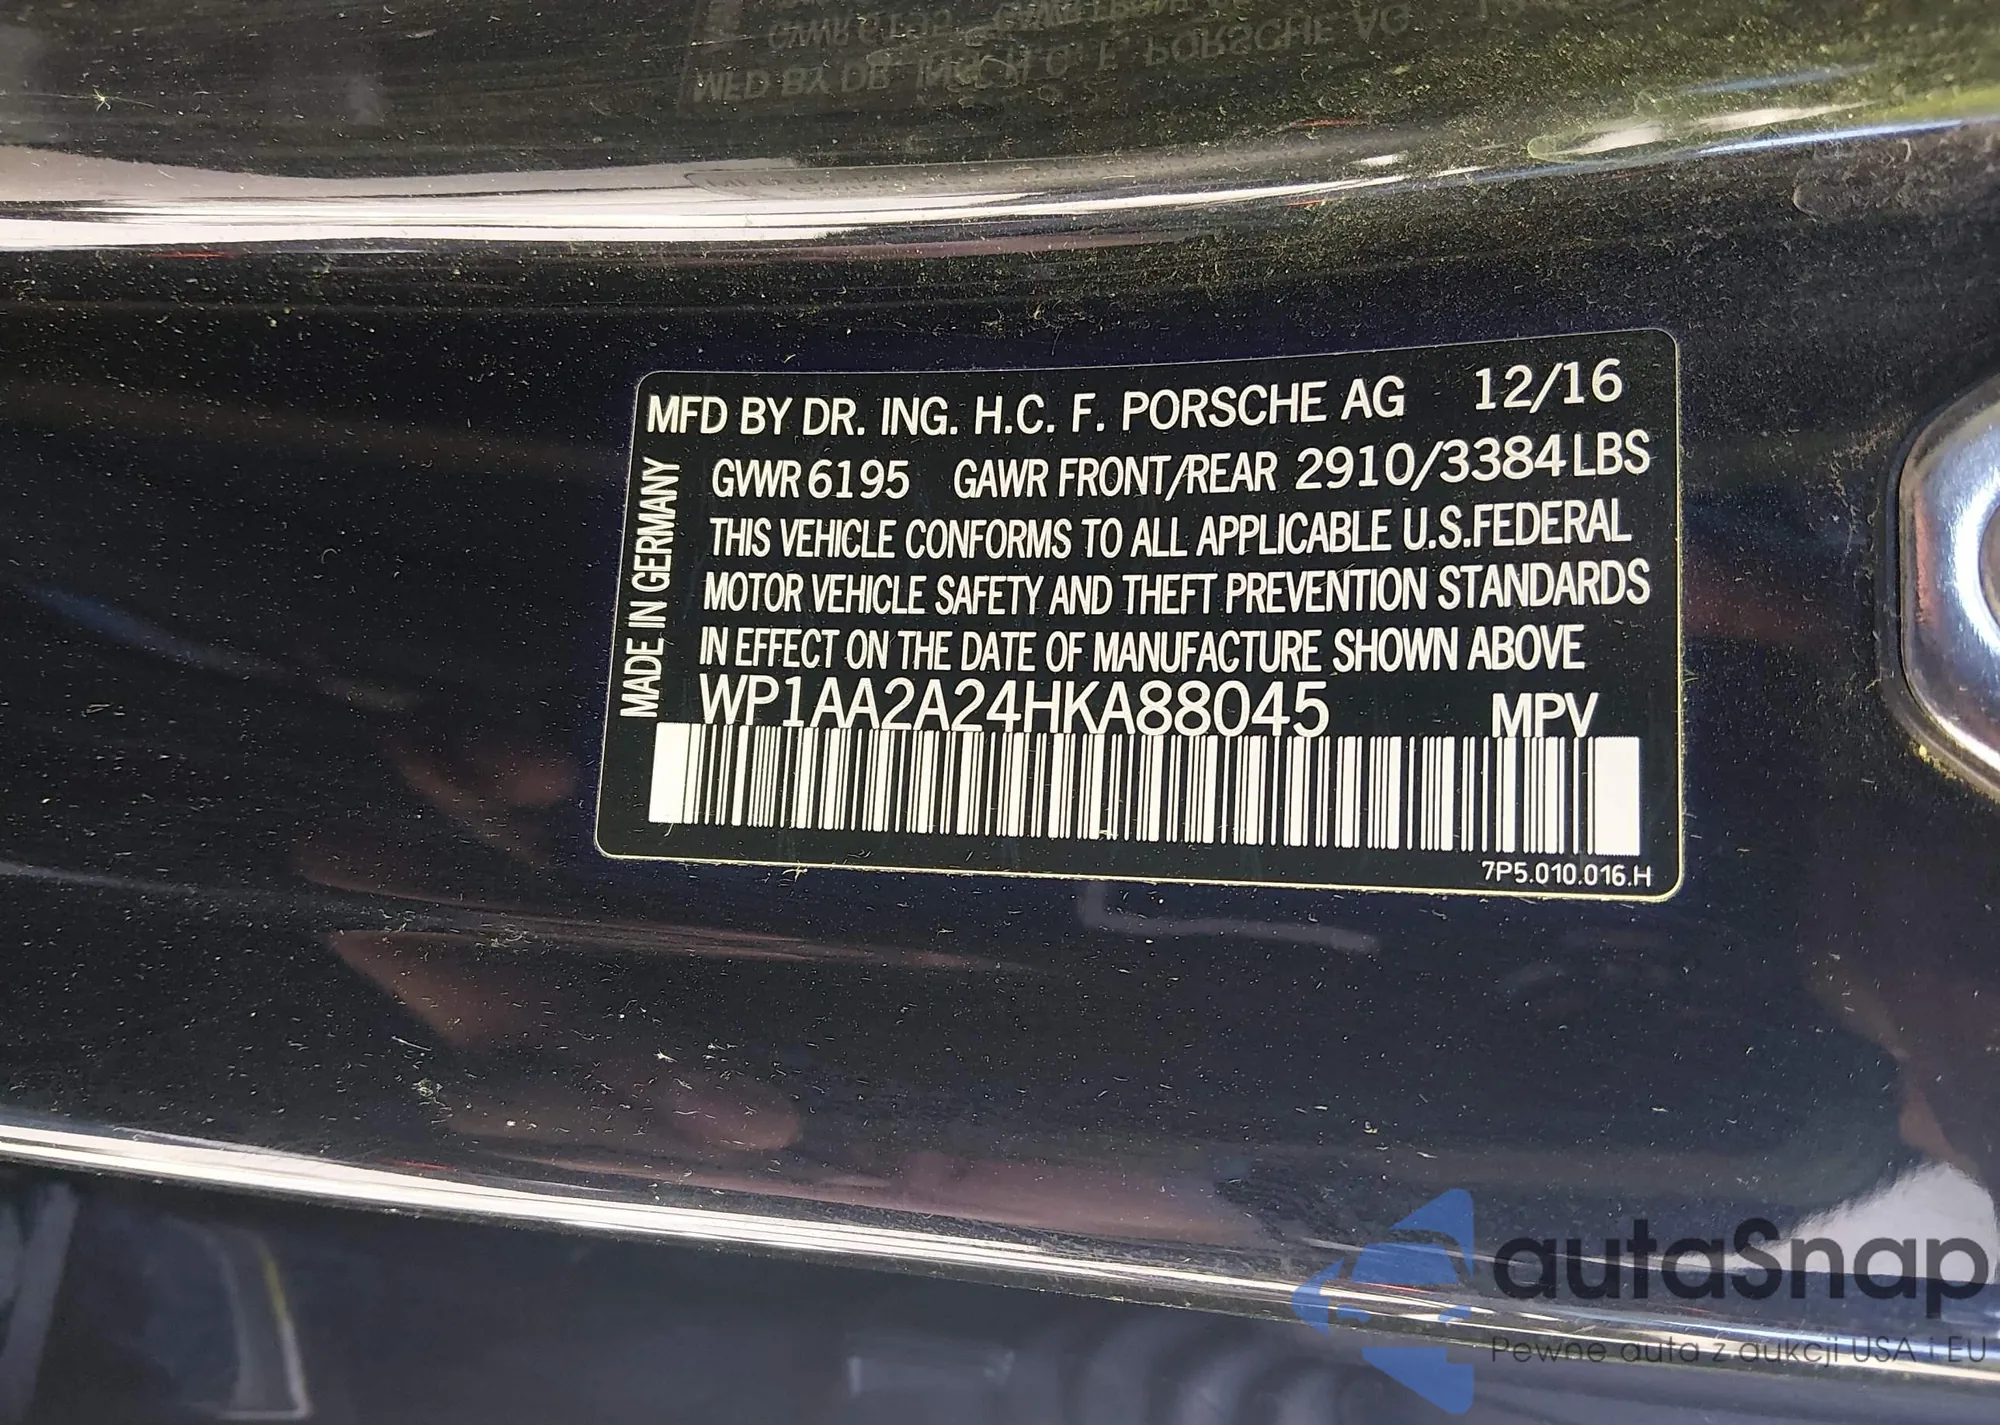 MFD BY DR. ING. H.C. F. PORSCHE AG 12/16
GVWR 6195 GAWR FRONT/REAR 2910/3384LBS
THIS VEHICLE CONFORMS TO ALL APPLICABLE U.S.FEDERAL
MOTOR VEHICLE SAFETY AND THEFT PREVENTION STANDARDS
IN EFFECT ON THE DATE OF MANUFACTURE SHOWN ABOVE
WP1AA2A24HKA88045 MPV
7P5.010.016.H
MADE IN GERMANY
autaSnap
Pewne auta z aukcji USA i EU